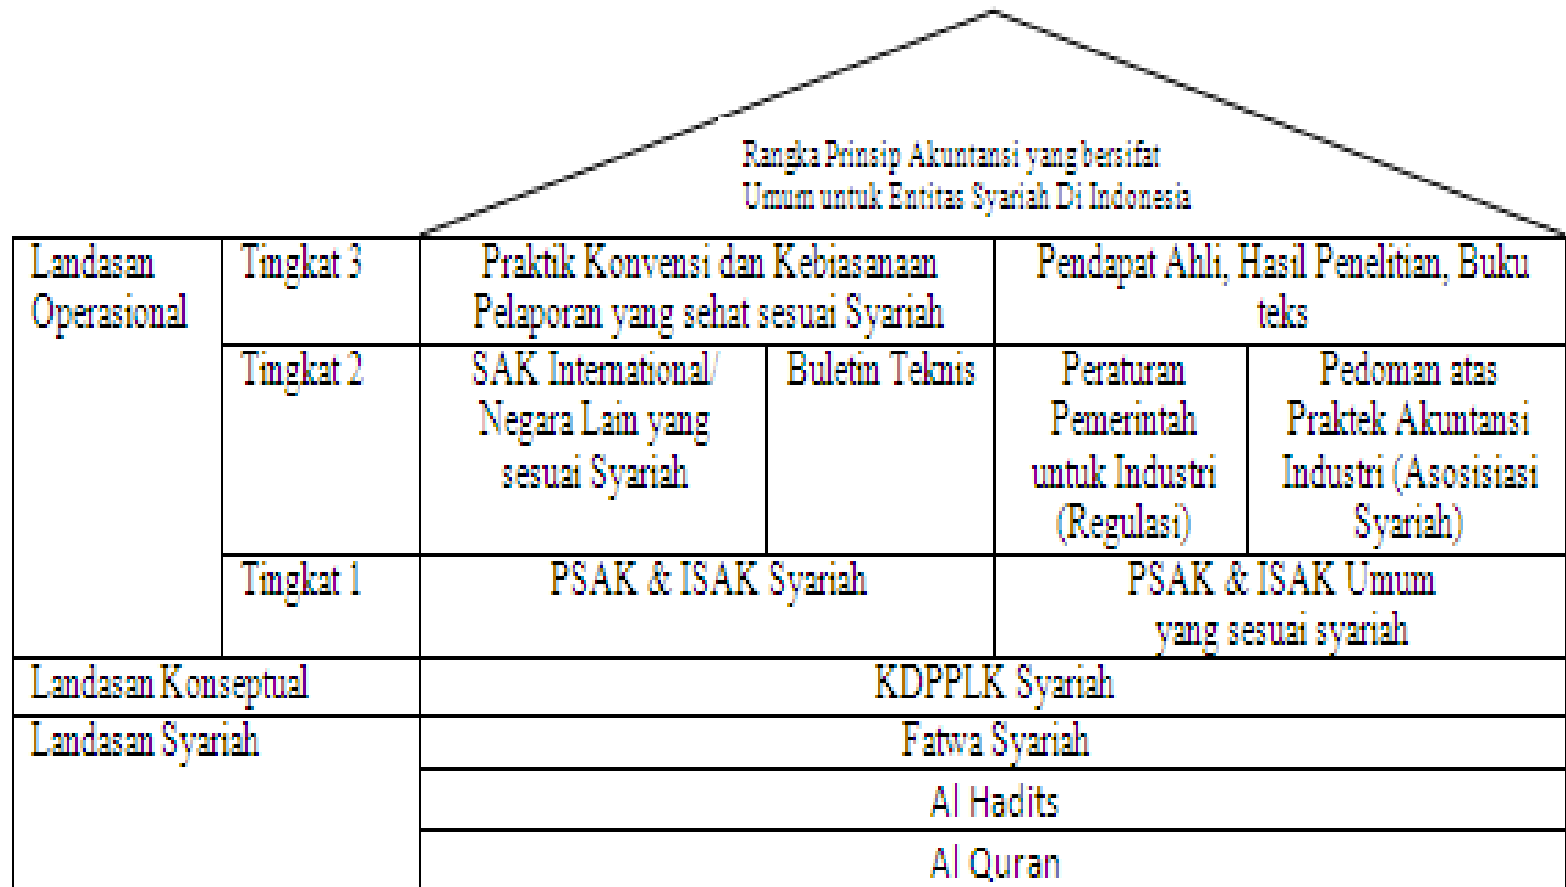 Rangka Prinsip Akuntansi yang bersifat
Umum untuk Entitas Syariah Di Indonesia
Landasan
Operasional
Tingkat 3
Praktik Konvensi dan Kebiasanaan
Pelaporan yang sehat sesuai Syariah
Pendapat Ahli, Hasil Penelitian, Buku
teks
Tingkat 2
SAK International/
Negara Lain yang
sesuai Syariah
Buletin Teknis
Peraturan
Pemerintah
untuk Industri
(Regulasi)
Pedoman atas
Praktek Akuntansi
Industri (Asosisiasi
Syariah)
Tingkat 1
PSAK & ISAK Syariah
PSAK & ISAK Umum
yang sesuai syariah
Landasan Konseptual
KDPPLK Syariah
Landasan Syariah
Fatwa Syariah
Al Hadits
Al Quran